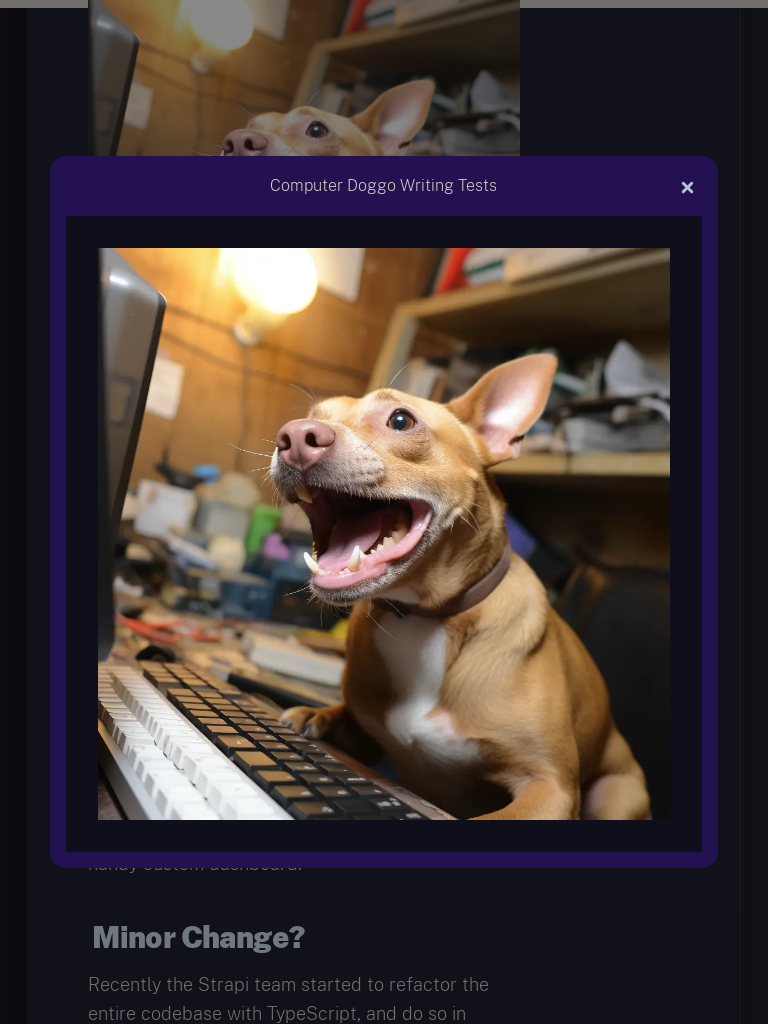 Computer Doggo Writing Tests
handy custom dashboard.
Minor Change?
Recently the Strapi team started to refactor the
entire codebase with TypeScript, and do so in